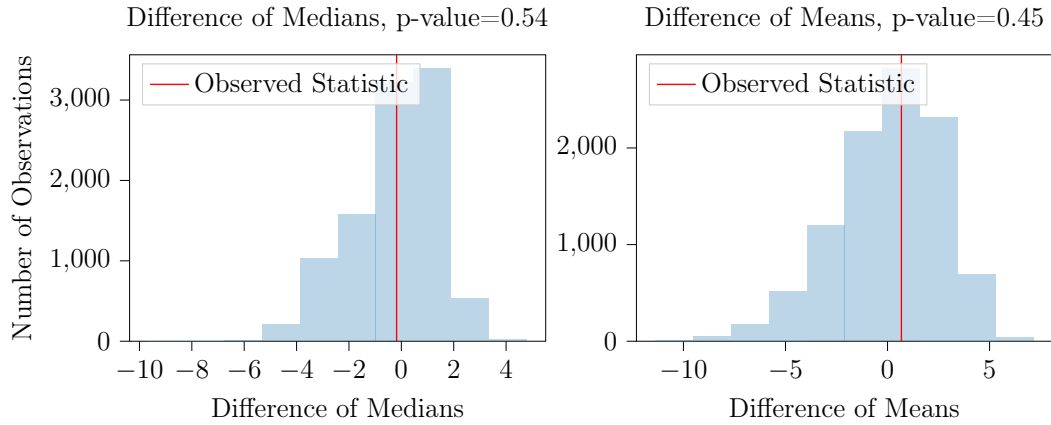 Difference of Medians, p-value=0.54
Observed Statistic
Number of Observations
3,000
2,000
1,000
0
−10 −8 −6 −4 −2 0 2 4
Difference of Medians
Difference of Means, p-value=0.45
Observed Statistic
2,000
1,000
0
−10 −5 0 5
Difference of Means